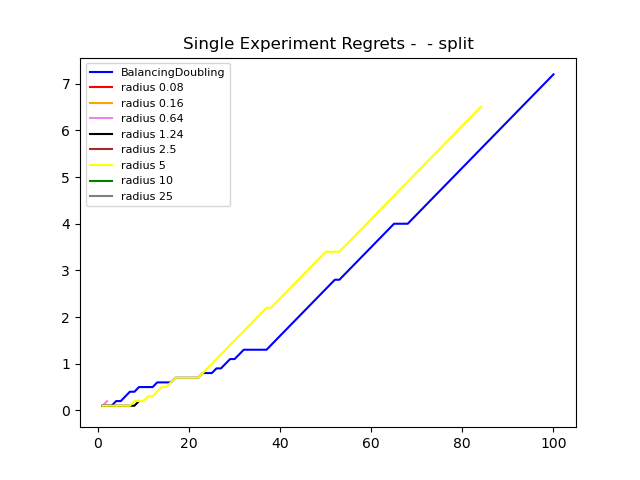 Single Experiment Regrets -  - split
BalancingDoubling
radius 0.08
radius 0.16
radius 0.64
radius 1.24
radius 2.5
radius 5
radius 10
radius 25
7
6
5
4
3
2
1
0
0 20 40 60 80 100